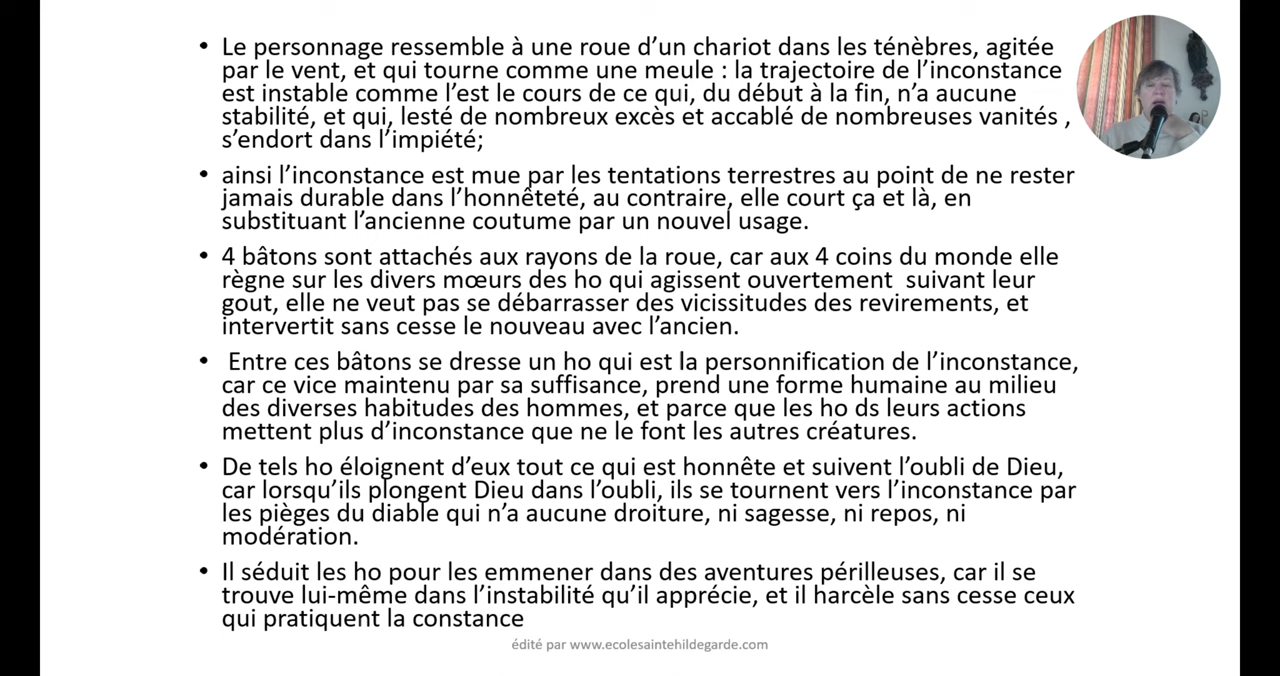 • Le personnage ressemble à une roue d’un chariot dans les ténèbres, agitée
par le vent, et qui tourne comme une meule : la trajectoire de l’inconstance
est instable comme l’est le cours de ce qui, du début à la fin, n’a aucune
stabilité, et qui, lesté de nombreux excès et accablé de nombreuses vanités ,
s’endort dans l’impiété;
• ainsi l’inconstance est mue par les tentations terrestres au point de ne rester
jamais durable dans l’honnêteté, au contraire, elle court ça et là, en
substituant l’ancienne coutume par un nouvel usage.
• 4 bâtons sont attachés aux rayons de la roue, car aux 4 coins du monde elle
règne sur les divers mœurs des ho qui agissent ouvertement  suivant leur
gout, elle ne veut pas se débarrasser des vicissitudes des revirements, et
intervertit sans cesse le nouveau avec l’ancien.
• Entre ces bâtons se dresse un ho qui est la personnification de l’inconstance,
car ce vice maintenu par sa suffisance, prend une forme humaine au milieu
des diverses habitudes des hommes, et parce que les ho ds leurs actions
mettent plus d’inconstance que ne le font les autres créatures.
• De tels ho éloignent d’eux tout ce qui est honnête et suivent l’oubli de Dieu,
car lorsqu’ils plongent Dieu dans l’oubli, ils se tournent vers l’inconstance par
les pièges du diable qui n’a aucune droiture, ni sagesse, ni repos, ni
modération.
• Il séduit les ho pour les emmener dans des aventures périlleuses, car il se
trouve lui-même dans l’instabilité qu’il apprécie, et il harcèle sans cesse ceux
qui pratiquent la constance
édité par www.ecolesaintehildegarde.com